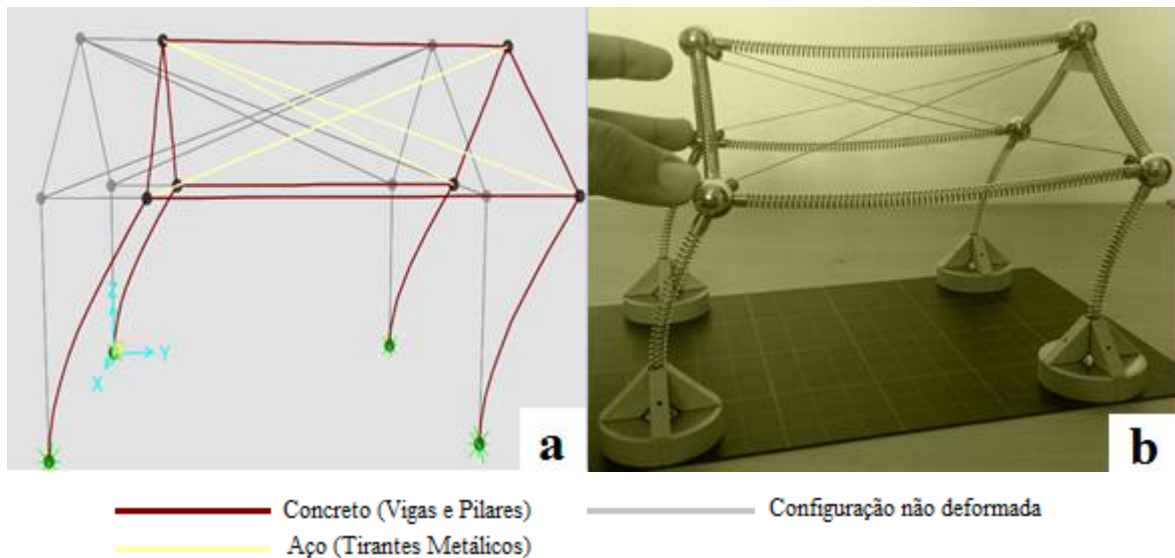 Z
Y
X
a
b
Concreto (Vigas e Pilares)
Configuração não deformada
Aço (Tirantes Metálicos)